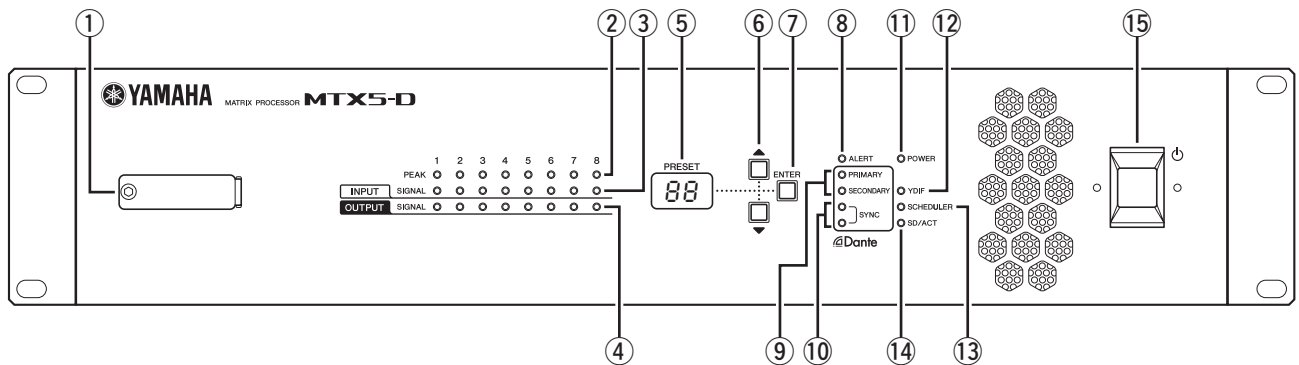 ① ② ③ ⑤ ⑥ ⑦ ⑧ ⑪ ⑫ ⑮
YAMAHA MATRIX PROCESSOR MTX5-D
1 2 3 4 5 6 7 8
PEAK
INPUT SIGNAL
OUTPUT SIGNAL
PRESET
88
ENTER
ALERT
PRIMARY
SECONDARY
SYNC
Dante
POWER
YDIF
SCHEDULER
SD/ACT
④ ⑨ ⑩ ⑭ ⑬